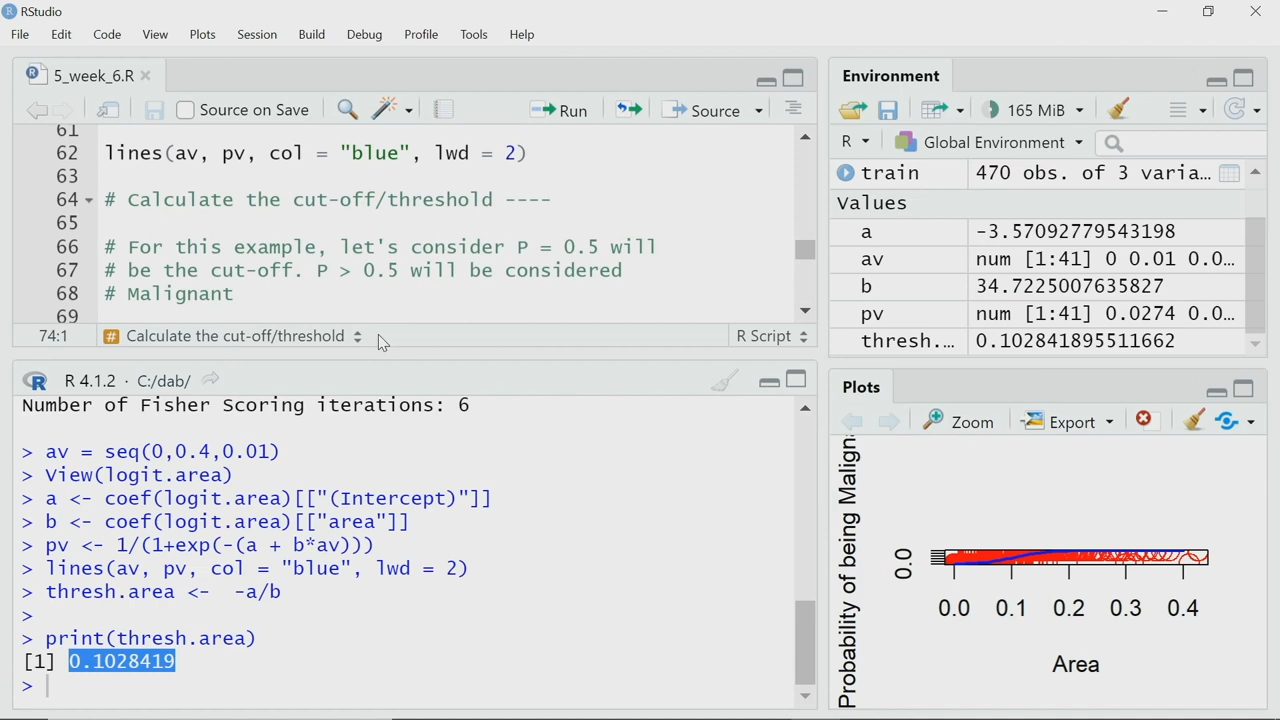 RStudio
File Edit Code View Plots Session Build Debug Profile Tools Help
5_week_6.R
Source on Save Run Source
61
62 lines(av, pv, col = "blue", lwd = 2)
63
64 # Calculate the cut-off/threshold ----
65
66 # For this example, let's consider P = 0.5 will
67 # be the cut-off. P > 0.5 will be considered
68 # Malignant
69
74:1 # Calculate the cut-off/threshold R Script
R 4.1.2 · C:/dab/
Number of Fisher Scoring iterations: 6
> av = seq(0,0.4,0.01)
> View(logit.area)
> a <- coef(logit.area)[["(Intercept)"]]
> b <- coef(logit.area)[["area"]]
> pv <- 1/(1+exp(-(a + b*av)))
> lines(av, pv, col = "blue", lwd = 2)
> thresh.area <-  -a/b
>
> print(thresh.area)
[1] 0.1028419
>
Environment
165 MiB
R Global Environment
train 470 obs. of 3 varia...
Values
a -3.57092779543198
av num [1:41] 0 0.01 0.0...
b 34.7225007635827
pv num [1:41] 0.0274 0.0...
thresh.... 0.102841895511662
Plots
Zoom Export
Probability of being Malign
0.0
0.0 0.1 0.2 0.3 0.4
Area